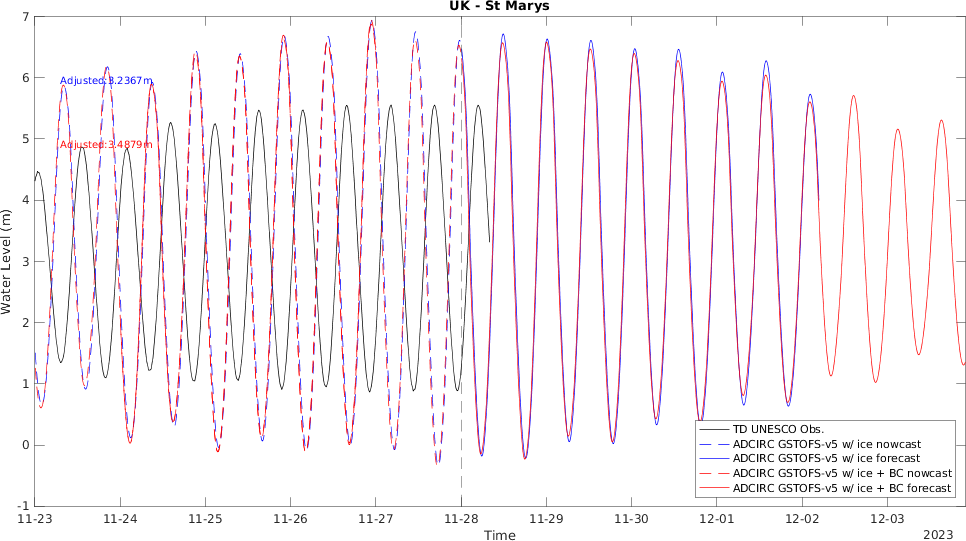 UK - St Marys
Adjusted:3.2367m
Adjusted:3.4879m
Water Level (m)
7
6
5
4
3
2
1
0
-1
11-23 11-24 11-25 11-26 11-27 11-28 11-29 11-30 12-01 12-02 12-03
Time
2023
TD UNESCO Obs.
ADCIRC GSTOFS-v5 w/ ice nowcast
ADCIRC GSTOFS-v5 w/ ice forecast
ADCIRC GSTOFS-v5 w/ ice + BC nowcast
ADCIRC GSTOFS-v5 w/ ice + BC forecast